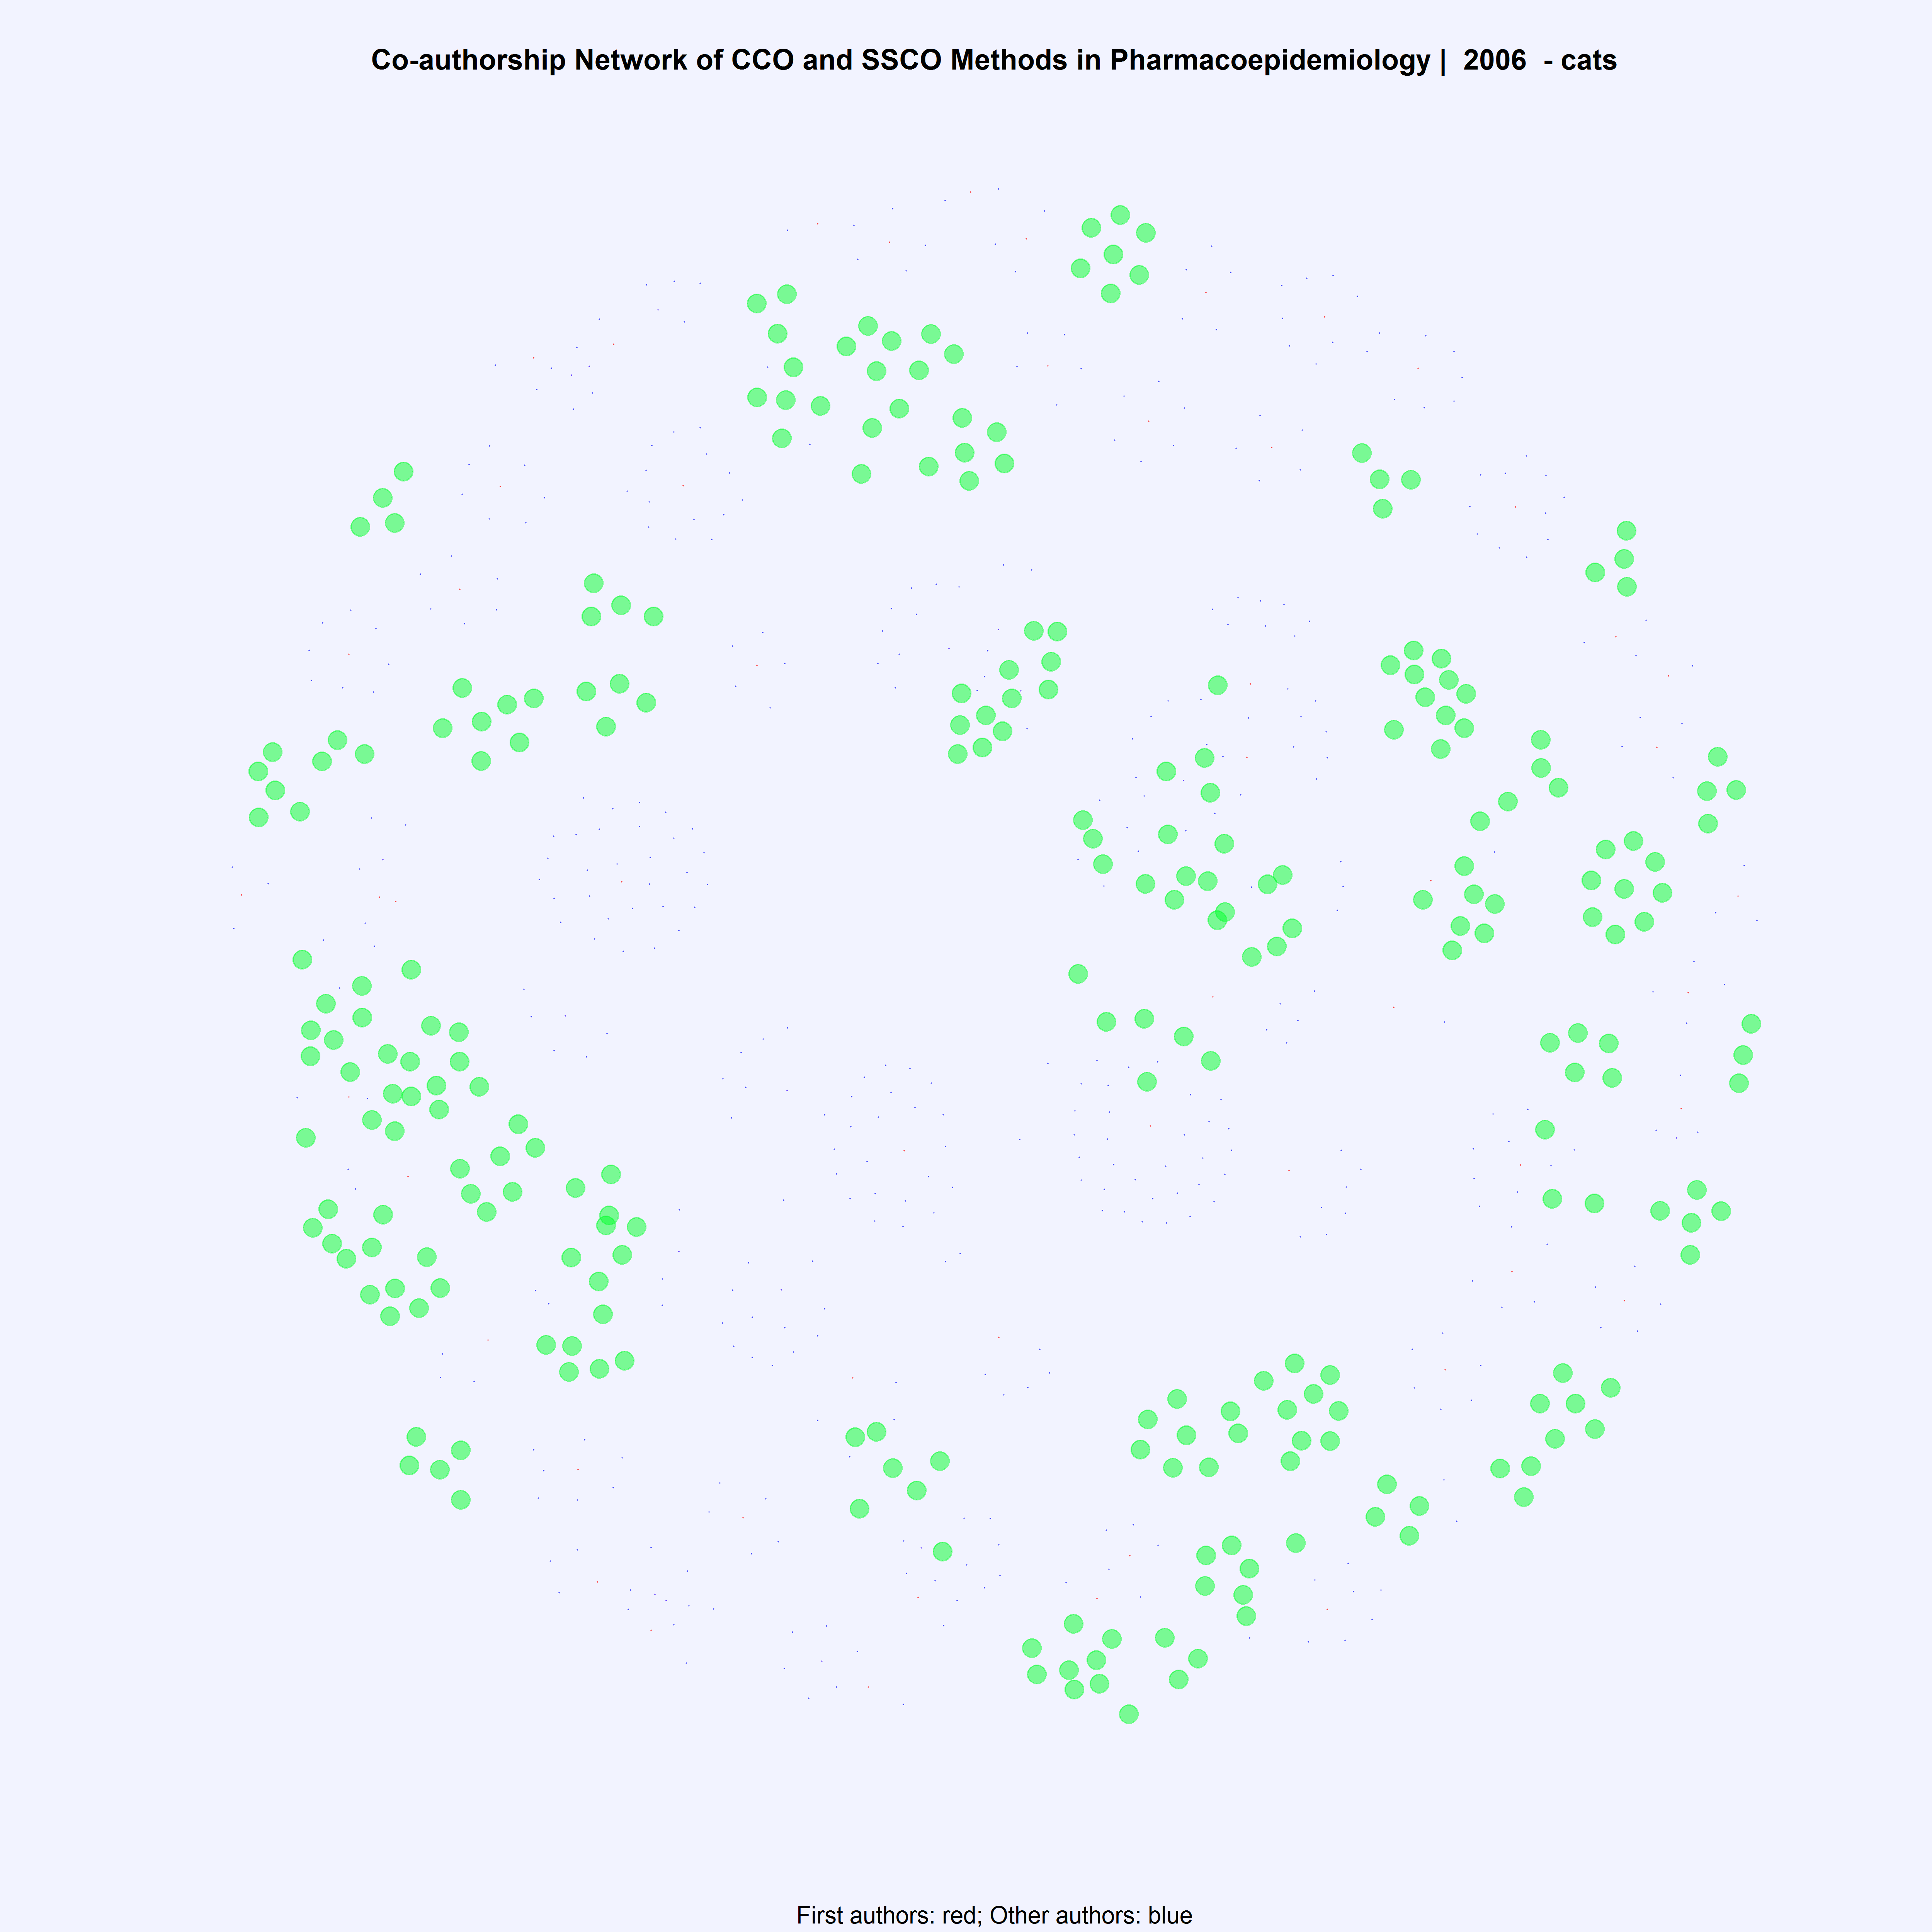 Co-authorship Network of CCO and SSCO Methods in Pharmacoepidemiology | 2006 - cats
First authors: red; Other authors: blue